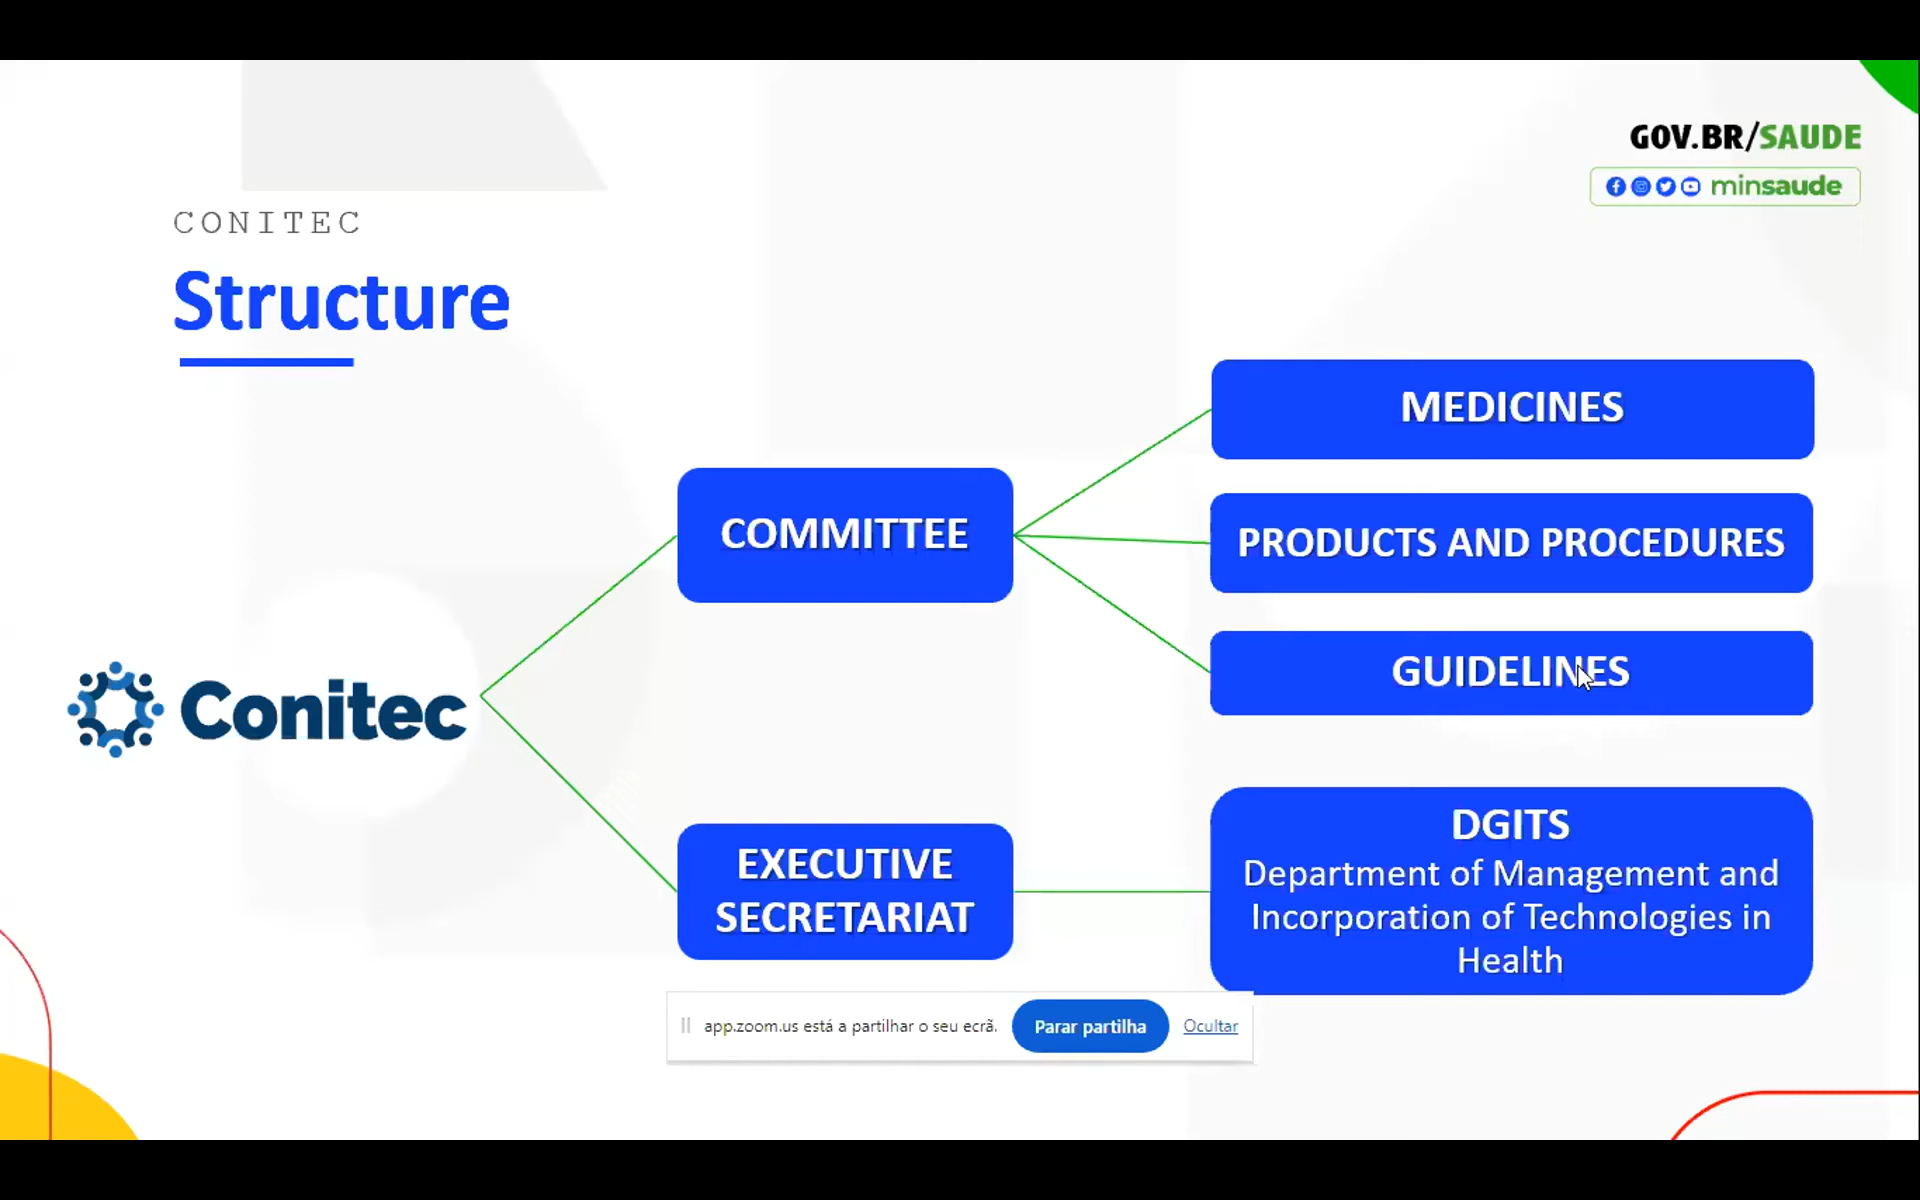 GOV.BR/SAUDE
minsaude
CONITEC
Structure
MEDICINES
COMMITTEE
PRODUCTS AND PROCEDURES
GUIDELINES
Conitec
EXECUTIVE
SECRETARIAT
DGITS
Department of Management and
Incorporation of Technologies in
Health
app.zoom.us está a partilhar o seu ecrã.
Parar partilha
Ocultar